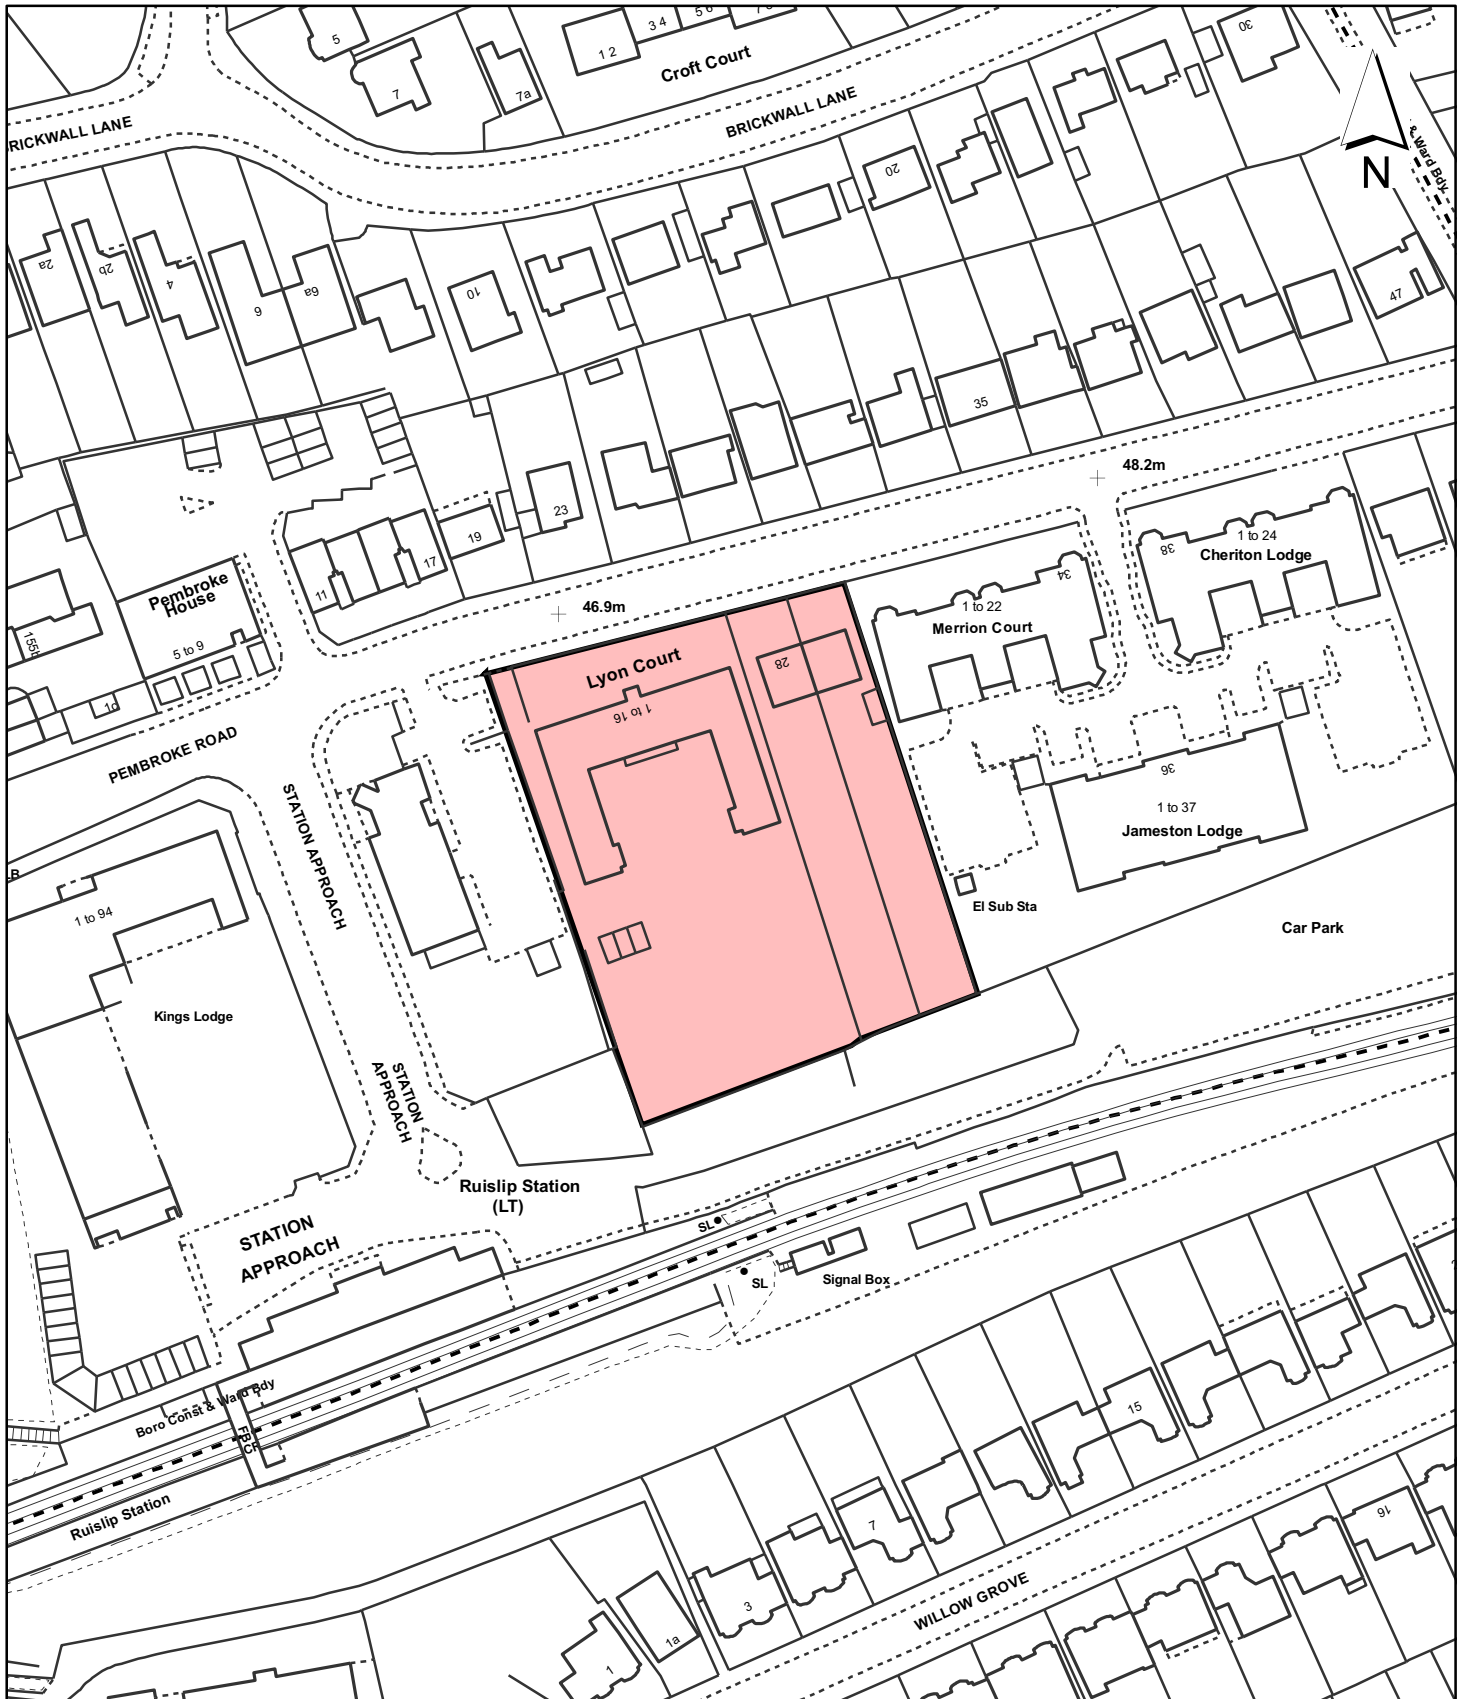 5
7
7a
1 2
3 4
5 6
Croft Court
30
BRICKWALL LANE
RICKWALL LANE
& Ward Bdy
N
2a
2b
4
6
6a
10
20
47
35
48.2m
23
19
17
11
46.9m
Pembroke
House
5 to 9
155b
1c
PEMBROKE ROAD
38
1 to 24
Cheriton Lodge
34
1 to 22
Merrion Court
Lyon Court
1 to 16
28
36
1 to 37
Jameston Lodge
El Sub Sta
Car Park
STATION APPROACH
LB
1 to 94
Kings Lodge
STATION
APPROACH
Ruislip Station
(LT)
STATION
APPROACH
SL
SL
Signal Box
Boro Const & Ward Bdy
FB
Ruislip Station
15
7
3
1a
1
16
WILLOW GROVE